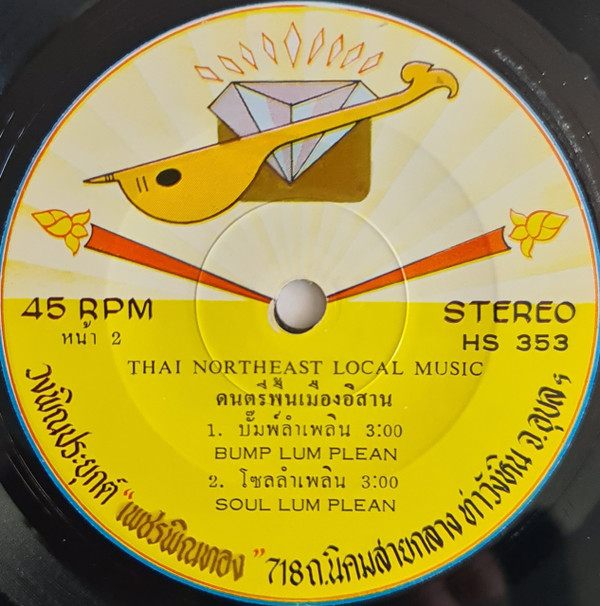 45 RPM
หน้า 2
STEREO
HS 353
THAI NORTHEAST LOCAL MUSIC
ดนตรีพื้นเมืองอิสาน
1. บั๊มพ์ลำเพลิน 3:00
BUMP LUM PLEAN
2. โซลลำเพลิน 3:00
SOUL LUM PLEAN
วงพิณประยุกต์ "เพชรพิณทอง" 718 ถ.นิคมสายกลาง ท่าวังหิน จ.อุบลฯ